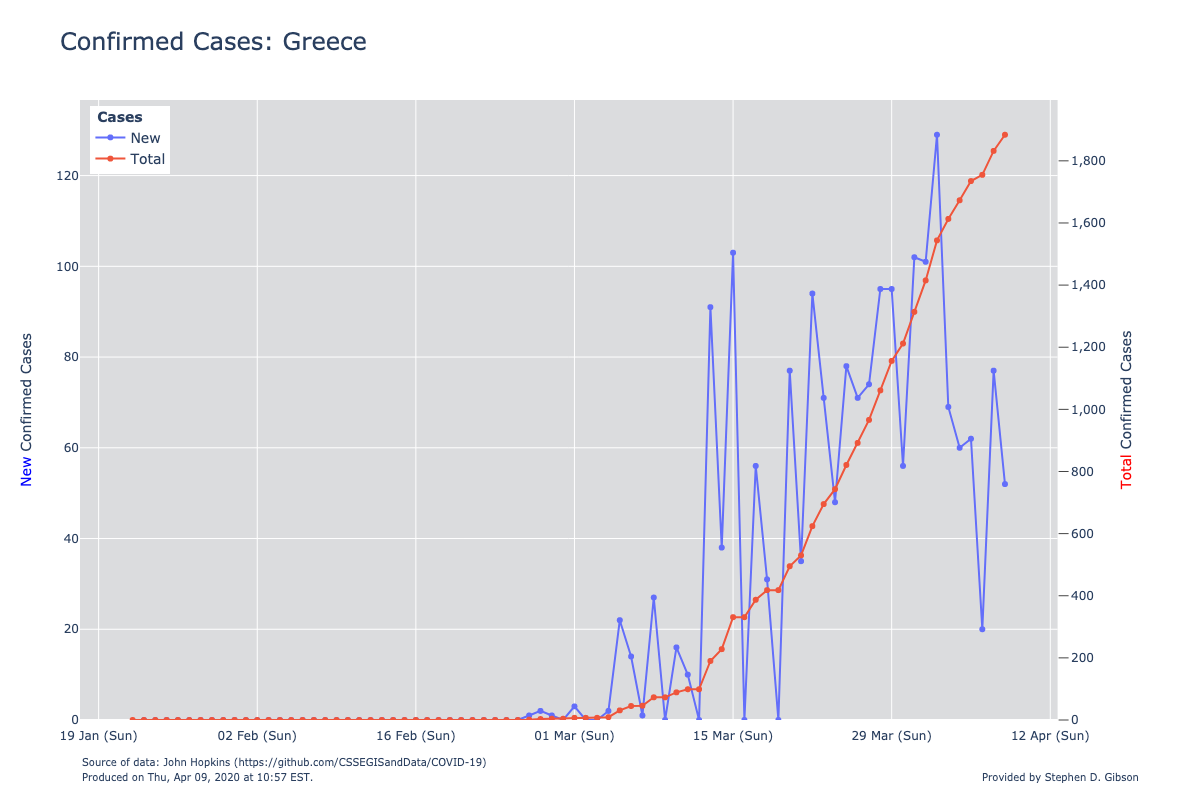 Confirmed Cases: Greece
Cases
New
Total
120
100
80
60
40
20
0
1,800
1,600
1,400
1,200
1,000
800
600
400
200
0
New Confirmed Cases
Total Confirmed Cases
19 Jan (Sun) 02 Feb (Sun) 16 Feb (Sun) 01 Mar (Sun) 15 Mar (Sun) 29 Mar (Sun) 12 Apr (Sun)
Source of data: John Hopkins (https://github.com/CSSEGISandData/COVID-19)
Produced on Thu, Apr 09, 2020 at 10:57 EST.
Provided by Stephen D. Gibson